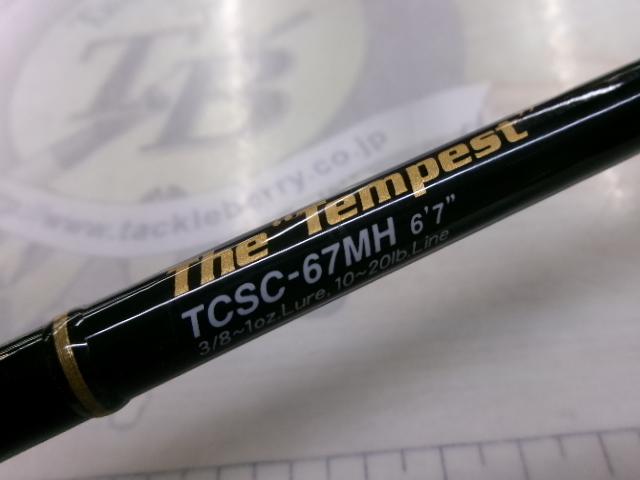 The "Tempest"
TCSC-67MH 6'7"
3/8~1oz.Lure, 10~20lb.Line
TB
www.tackleberry.co.jp